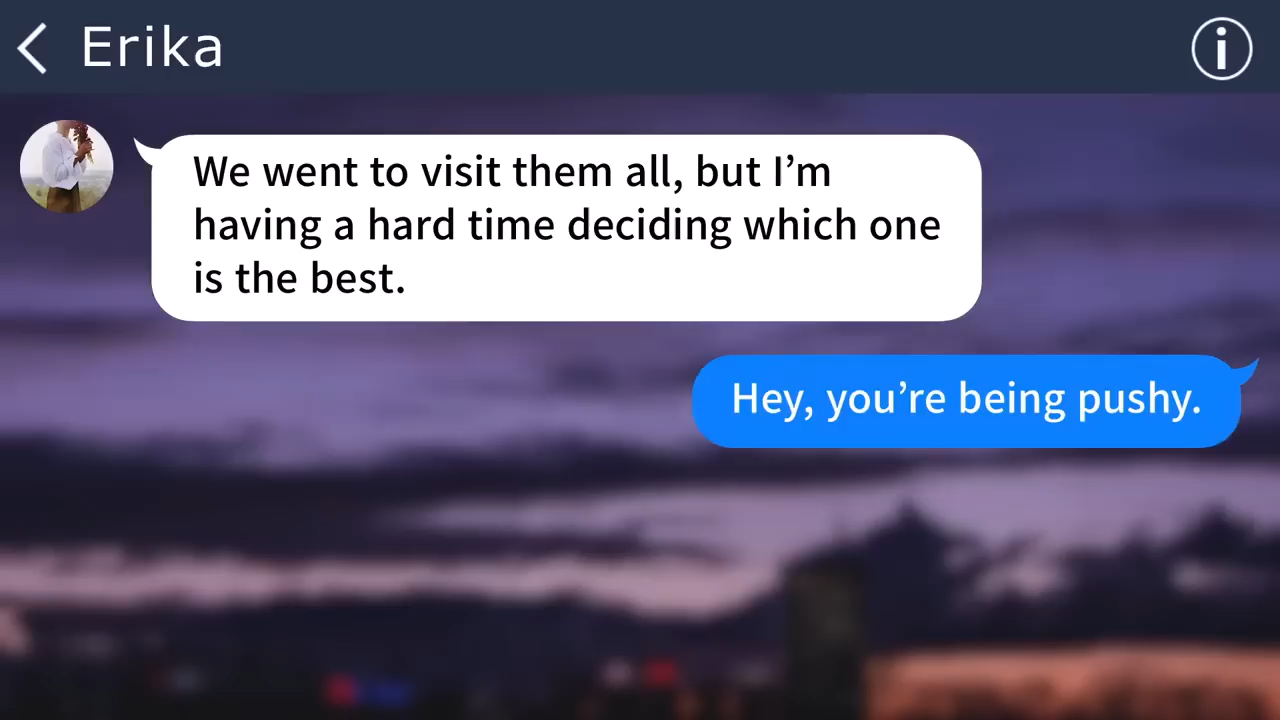 Erika
We went to visit them all, but I’m
having a hard time deciding which one
is the best.
Hey, you’re being pushy.